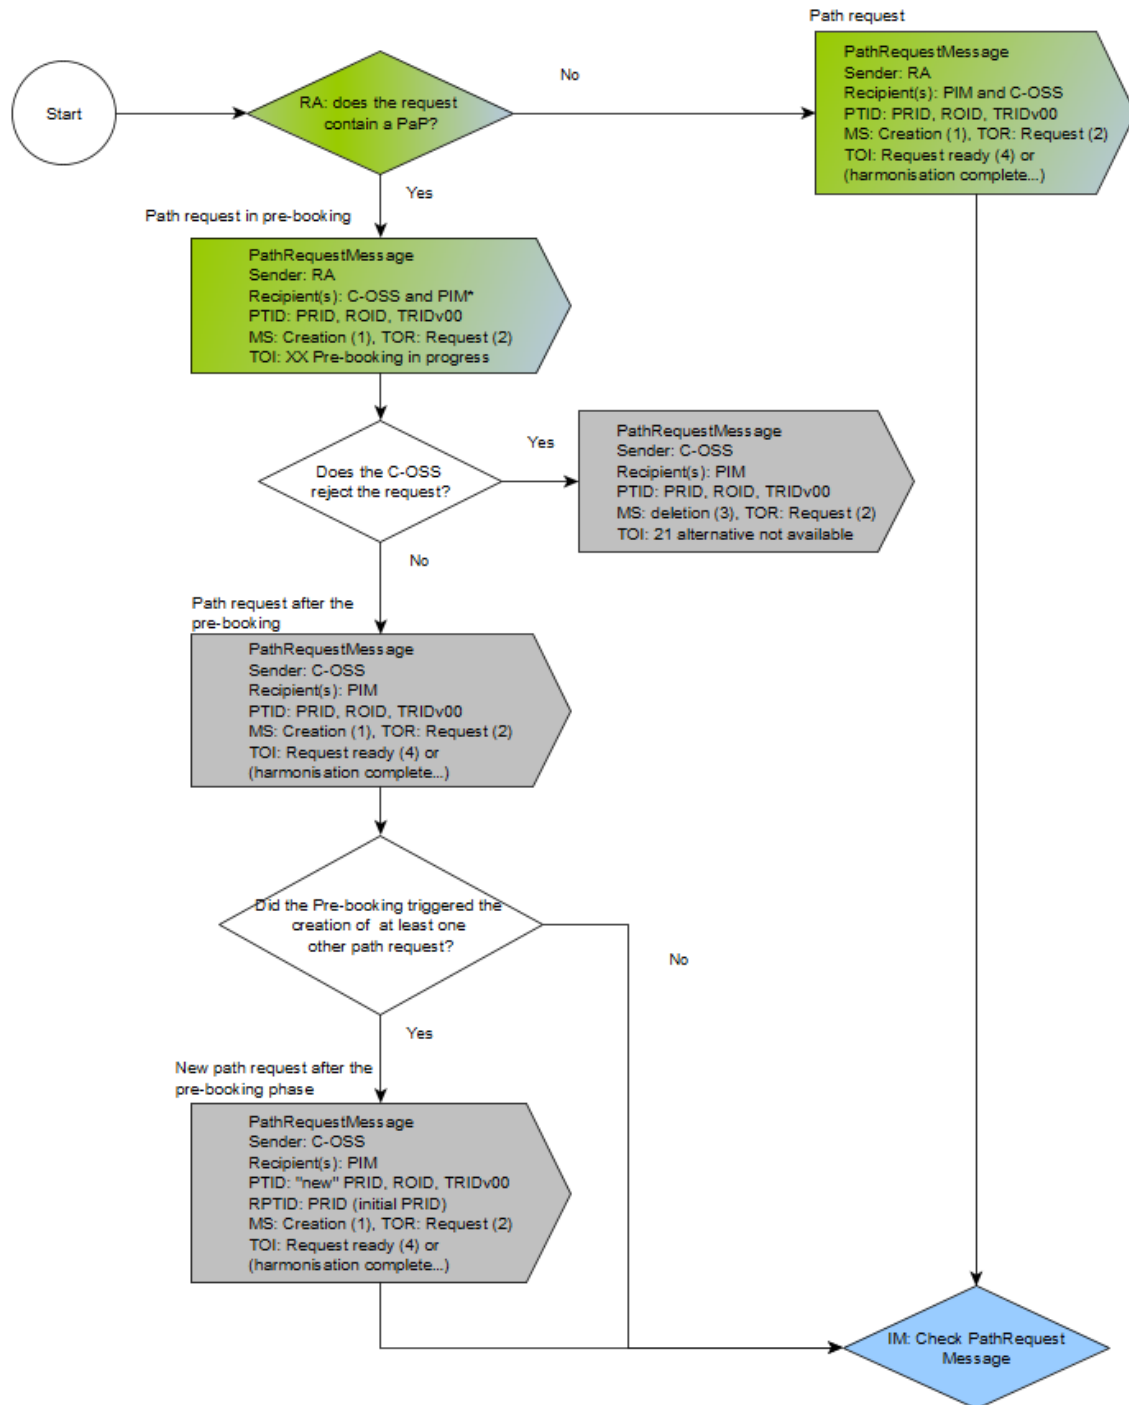 Path request
PathRequestMessage
Sender: RA
Recipient(s): PIM and C-OSS
PTID: PRID, ROID, TRIDv00
MS: Creation (1), TOR: Request (2)
TOI: Request ready (4) or
(harmonisation complete...)
No
Start
RA: does the request
contain a PaP?
Yes
Path request in pre-booking
PathRequestMessage
Sender: RA
Recipient(s): C-OSS and PIM*
PTID: PRID, ROID, TRIDv00
MS: Creation (1), TOR: Request (2)
TOI: XX Pre-booking in progress
Does the C-OSS
reject the request?
Yes
PathRequestMessage
Sender: C-OSS
Recipient(s): PIM
PTID: PRID, ROID, TRIDv00
MS: deletion (3), TOR: Request (2)
TOI: 21 alternative not available
No
Path request after the
pre-booking
PathRequestMessage
Sender: C-OSS
Recipient(s): PIM
PTID: PRID, ROID, TRIDv00
MS: Creation (1), TOR: Request (2)
TOI: Request ready (4) or
(harmonisation complete...)
Did the Pre-booking triggered the
creation of at least one
other path request?
No
Yes
New path request after the
pre-booking phase
PathRequestMessage
Sender: C-OSS
Recipient(s): PIM
PTID: "new" PRID, ROID, TRIDv00
RPTID: PRID (initial PRID)
MS: Creation (1), TOR: Request (2)
TOI: Request ready (4) or
(harmonisation complete...)
IM: Check PathRequest
Message